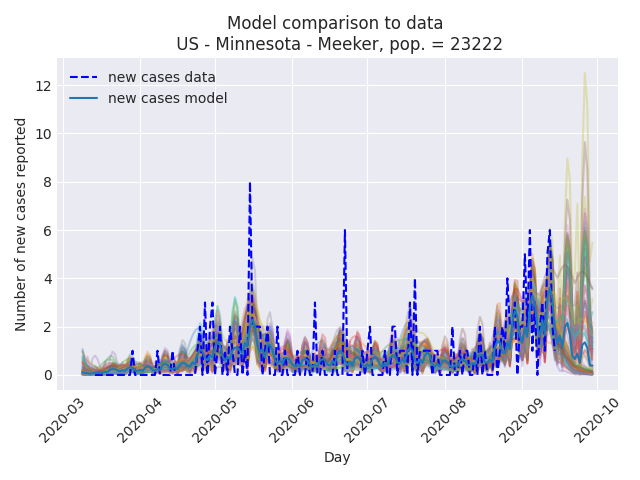 Model comparison to data
US - Minnesota - Meeker, pop. = 23222
new cases data
new cases model
Number of new cases reported
12
10
8
6
4
2
0
2020-03
2020-04
2020-05
2020-06
2020-07
2020-08
2020-09
2020-10
Day